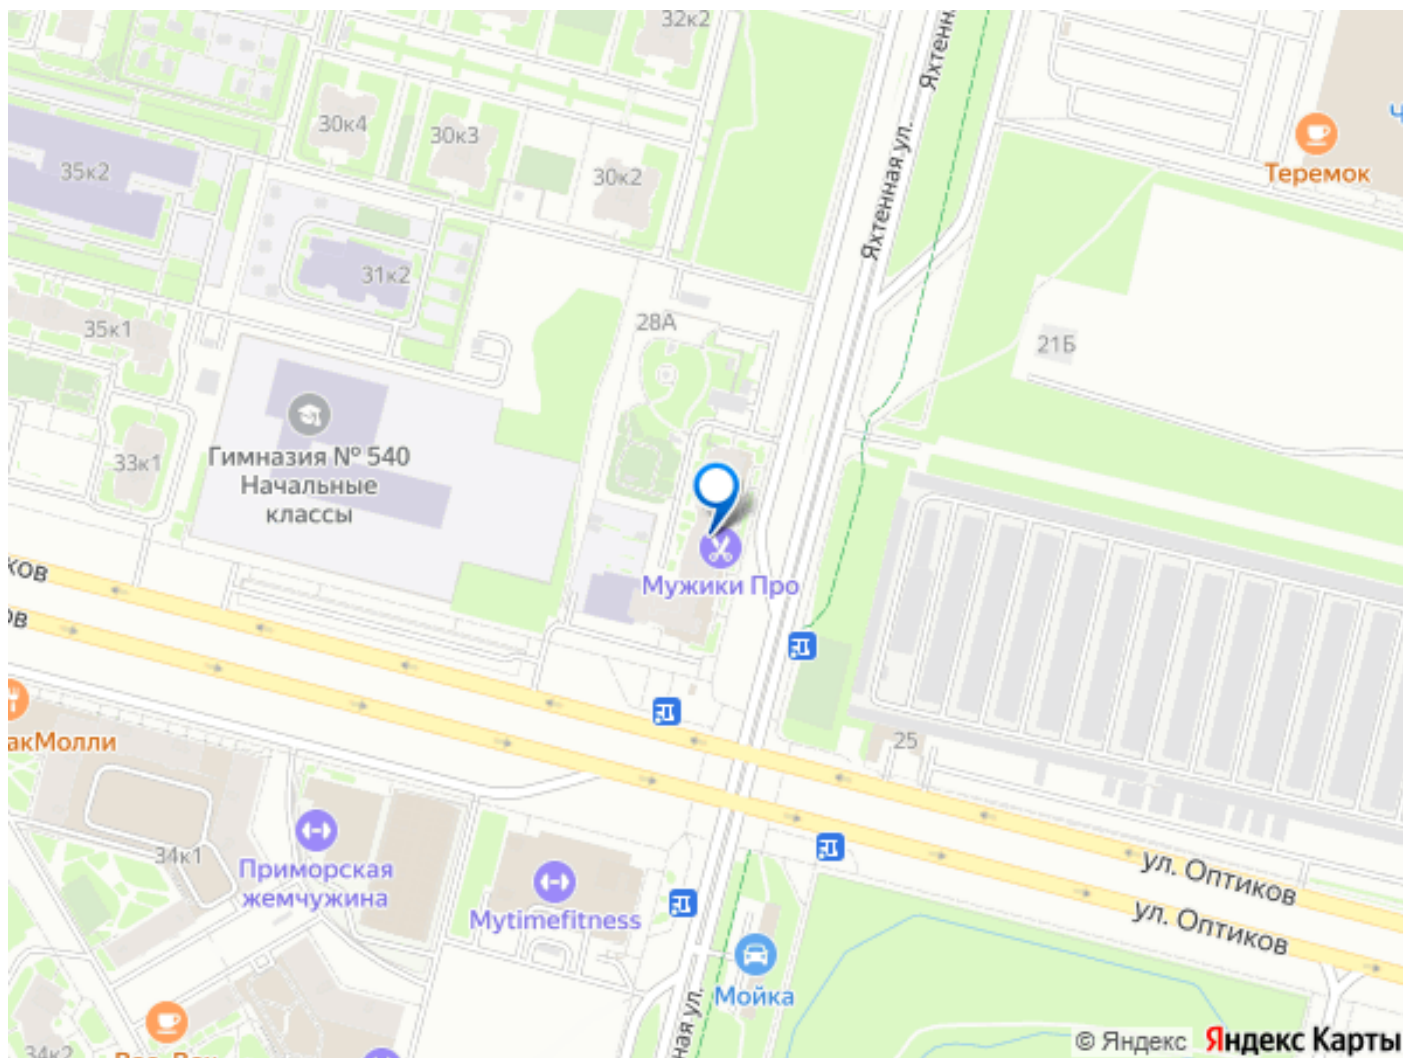 32к2
Яхтенн
30к4
30к3
Яхтенная ул.
Теремок
35к2
30к2
31к2
28А
35к1
21Б
Гимназия № 540
Начальные
классы
33к1
Мужики Про
ков
ов
акМолли
25
34к1
Приморская
жемчужина
Mytimefitness
ул. Оптиков
ул. Оптиков
Мойка
ная ул.
34к2
© Яндекс Яндекс Карты